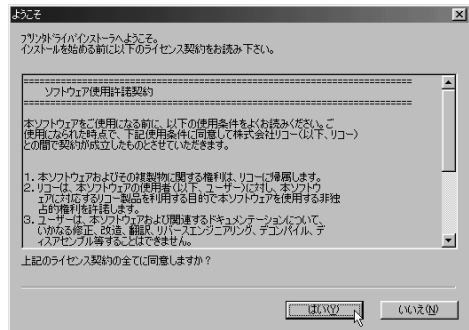 ようこそ
プリンタドライバインストーラへようこそ。
インストールを始める前に以下のライセンス契約をお読み下さい。
================================================================
ソフトウェア使用許諾契約
================================================================
本ソフトウェアをご使用になる前に、以下の使用条件をよくお読みください。ご
使用になられた時点で、下記使用条件に同意して株式会社リコー（以下、リコー）
との間で契約が成立したものとさせていただきます。
1. 本ソフトウェアおよびその複製物に関する権利は、リコーに帰属します。
2. リコーは、本ソフトウェアの使用者（以下、ユーザー）に対し、本ソフトウ
ェアに対応するリコー製品を利用する目的で本ソフトウェアを使用する非独
占的権利を許諾します。
3. ユーザーは、本ソフトウェアおよび関連するドキュメンテーションについて、
いかなる修正、改造、翻訳、リバースエンジニアリング、デコンパイル、デ
ィスアセンブル等することはできません。
上記のライセンス契約の全てに同意しますか？
はい(Y)
いいえ(N)